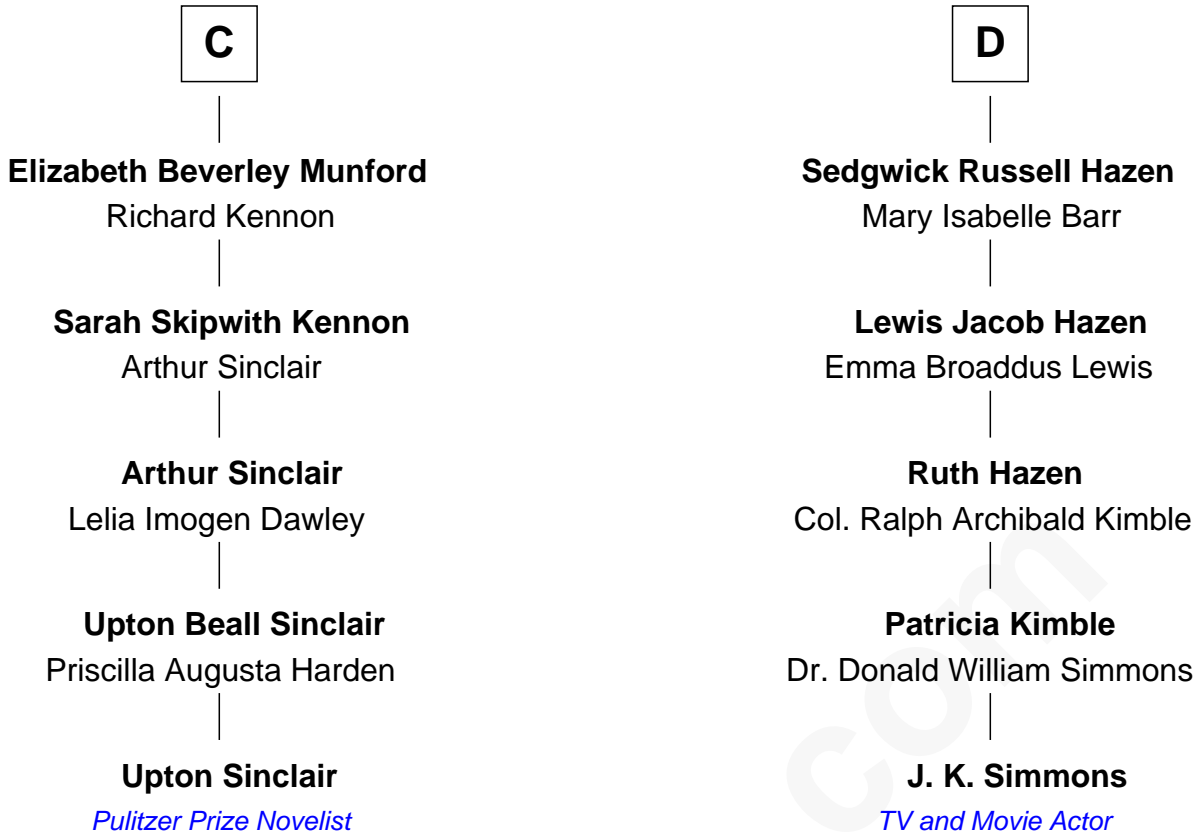 C
Elizabeth Beverley Munford
Richard Kennon
Sarah Skipwith Kennon
Arthur Sinclair
Arthur Sinclair
Lelia Imogen Dawley
Upton Beall Sinclair
Priscilla Augusta Harden
Upton Sinclair
Pulitzer Prize Novelist
D
Sedgwick Russell Hazen
Mary Isabelle Barr
Lewis Jacob Hazen
Emma Broaddus Lewis
Ruth Hazen
Col. Ralph Archibald Kimble
Patricia Kimble
Dr. Donald William Simmons
J. K. Simmons
TV and Movie Actor
com